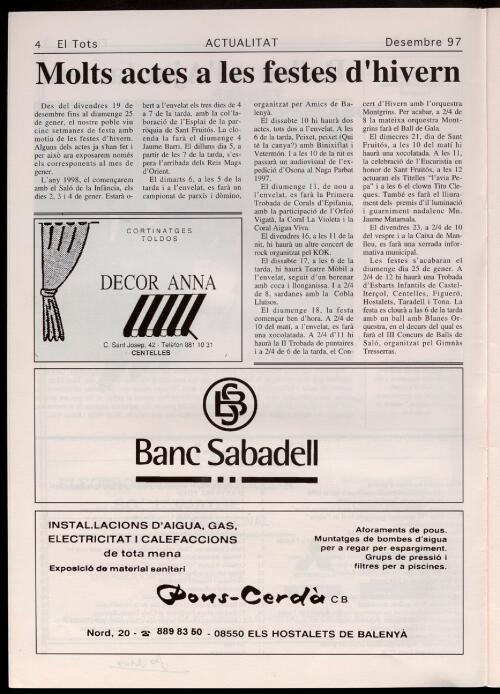 4 El Tots
ACTUALITAT
Desembre 97
Molts actes a les festes d'hivern
Des del divendres 19 de
desembre fins al diumenge 25
de gener, el nostre poble viu
cinc setmanes de festa amb
motiu de les festes d'hivern.
Alguns dels actes ja s'han fet i
per això ara exposarem només
els corresponents al mes de
gener.
L'any 1998, el començarem
amb el Saló de la Infància, els
dies 2, 3 i 4 de gener. Estarà o-
bert a l'envelat els tres dies de 4
a 7 de la tarda, amb la col·la-
boració de l'Esplai de la par-
ròquia de Sant Fruitós. La clo-
enda la farà el diumenge 4
Jaume Barri. El dilluns dia 5, a
partir de les 7 de la tarda, s'es-
pera l'arribada dels Reis Mags
d'Orient.
El dimarts 6, a les 5 de la
tarda i a l'envelat, es farà un
campionat de parxís i dòmino,
organitzat per Amics de Ba-
lenyà.
El dissabte 10 hi haurà dos
actes, tots dos a l'envelat. A les
6 de la tarda, Peixet, peixet (Qui
té la canya?) amb Binixiflat i
Vetermón. I a les 10 de la nit es
passarà un audiovisual de l'ex-
pedició d'Osona al Naga Parbat
1997.
El diumenge 11, de nou a
l'envelat, es farà la Primera
Trobada de Corals d'Epifania,
amb la participació de l'Orfeó
Vigatà, la Coral La Violeta i la
Coral Aigua Viva.
El divendres 16, a les 11 de la
nit, hi haurà un altre concert de
rock organitzat pel KOK.
El dissabte 17, a les 6 de la
tarda, hi haurà Teatre Mòbil a
l'envelat, seguit d'un berenar
amb coca i llonganissa. I a 2/4
de 8, sardanes amb la Cobla
Lluïsos.
El diumenge 18, la festa
començar ben d'hora. A 2/4 de
10 del matí, a l'envelat, es farà
una xocolatada. A 2/4 d'11 hi
haurà la II Trobada de puntaires
i a 2/4 de 6 de la tarda, el Con-
cert d'Hivern amb l'orquestra
Montgrins. Per acabar, a 2/4 de
8 la mateixa orquestra Mont-
grins farà el Ball de Gala.
El dimecres 21, dia de Sant
Fruitós, a les 10 del matí hi
haurà una xocolatada. A les 11,
la celebració de l'Eucaristia en
honor de Sant Fruitós, a les 12
actuaran els Titelles "l'avia Pe-
pa" i a les 6 el clown Tito Cle-
ques. També es farà el lliura-
ment dels premis d'il luminació
i guarniment nadalenc Mn.
Jaume Matamala.
El divendres 23, a 2/4 de 10
del vespre i a la Caixa de Man-
lleu, es farà una xerrada infor-
mativa municipal.
Les festes s'acabaran el
diumenge dia 25 de gener. A
2/4 de 12 hi haurà una Trobada
d'Esbarts Infantils de Castell-
lterçol, Centelles, Figueró,
Hostalets, Taradell i Tona. La
festa es clourà a les 6 de la tarda
amb un ball amb Blanes Or-
questra, en el decurs del qual es
farà el III Concurs de Balls de
Saló, organitzat pel Gimnàs
Tresserras.
CORTINATGES
TOLDOS
DECOR ANNA
C. Sant Josep, 42 - Telèfon 881 10 31
CENTELLES
Banc Sabadell
INSTAL.LACIONS D'AIGUA, GAS,
ELECTRICITAT I CALEFACCIONS
de tota mena
Exposició de material sanitari
Aforaments de pous.
Muntatges de bombes d'aigua
per a regar per espargiment.
Grups de pressió i
filtres per a piscines.
Pons-Cerdà CB
Nord, 20 - ☎ 889 83 50 - 08550 ELS HOSTALETS DE BALENYÀ